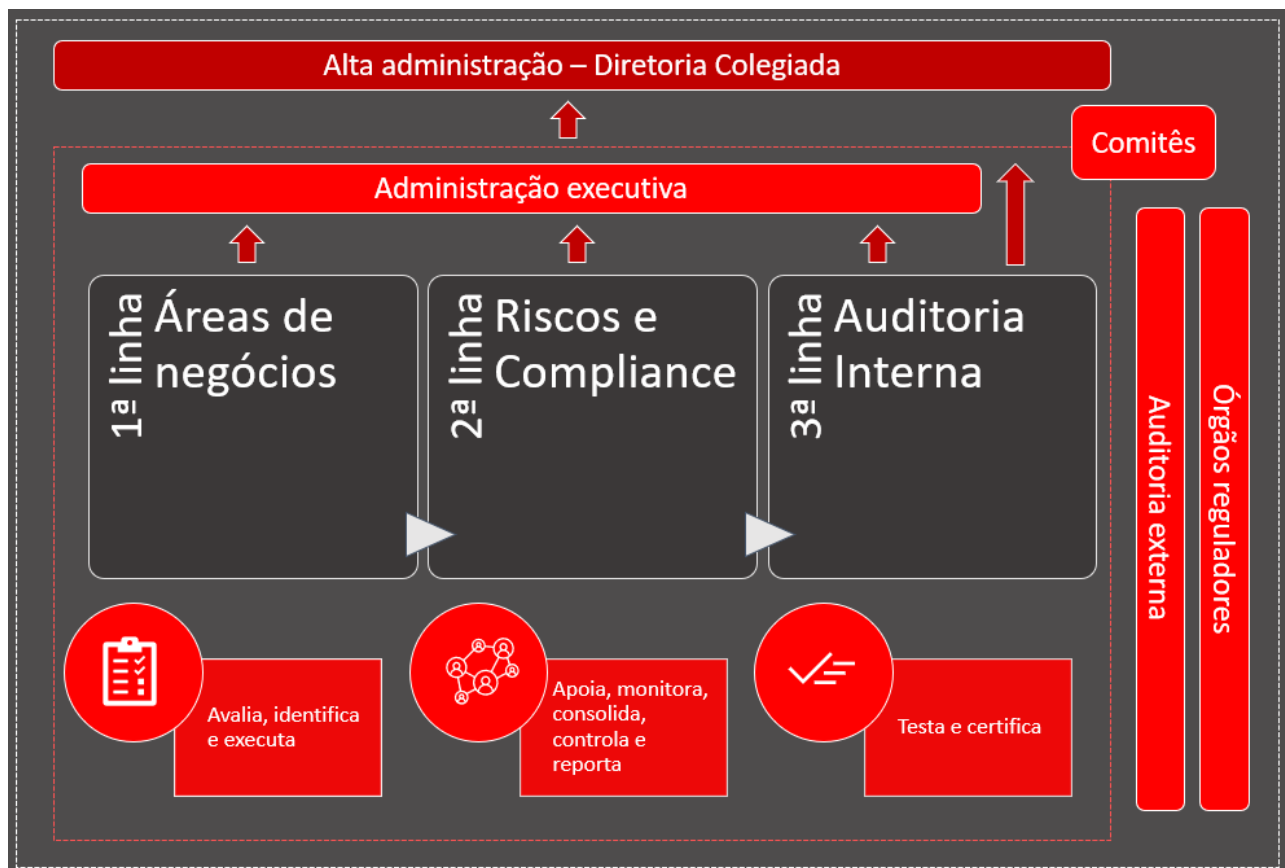 Alta administração – Diretoria Colegiada
Comitês
Administração executiva
1ª linha
Áreas de
negócios
2ª linha
Riscos e
Compliance
3ª linha
Auditoria
Interna
Auditoria externa
Órgãos reguladores
Avalia, identifica
e executa
Apoia, monitora,
consolida,
controla e
reporta
Testa e certifica